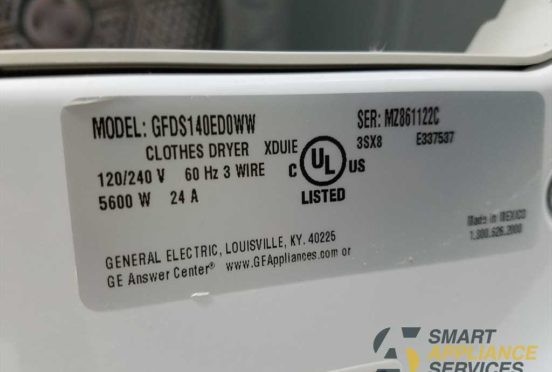 MODEL: GFDS140ED0WW SER: MZ861122C
CLOTHES DRYER XDUIE 3SX8 E337537
120/240 V 60 Hz 3 WIRE C UL US
5600 W 24 A LISTED
Made in MEXICO
1.800.626.2000
GENERAL ELECTRIC, LOUISVILLE, KY. 40225
GE Answer Center® www.GEAppliances.com or
SMART
APPLIANCE
SERVICES